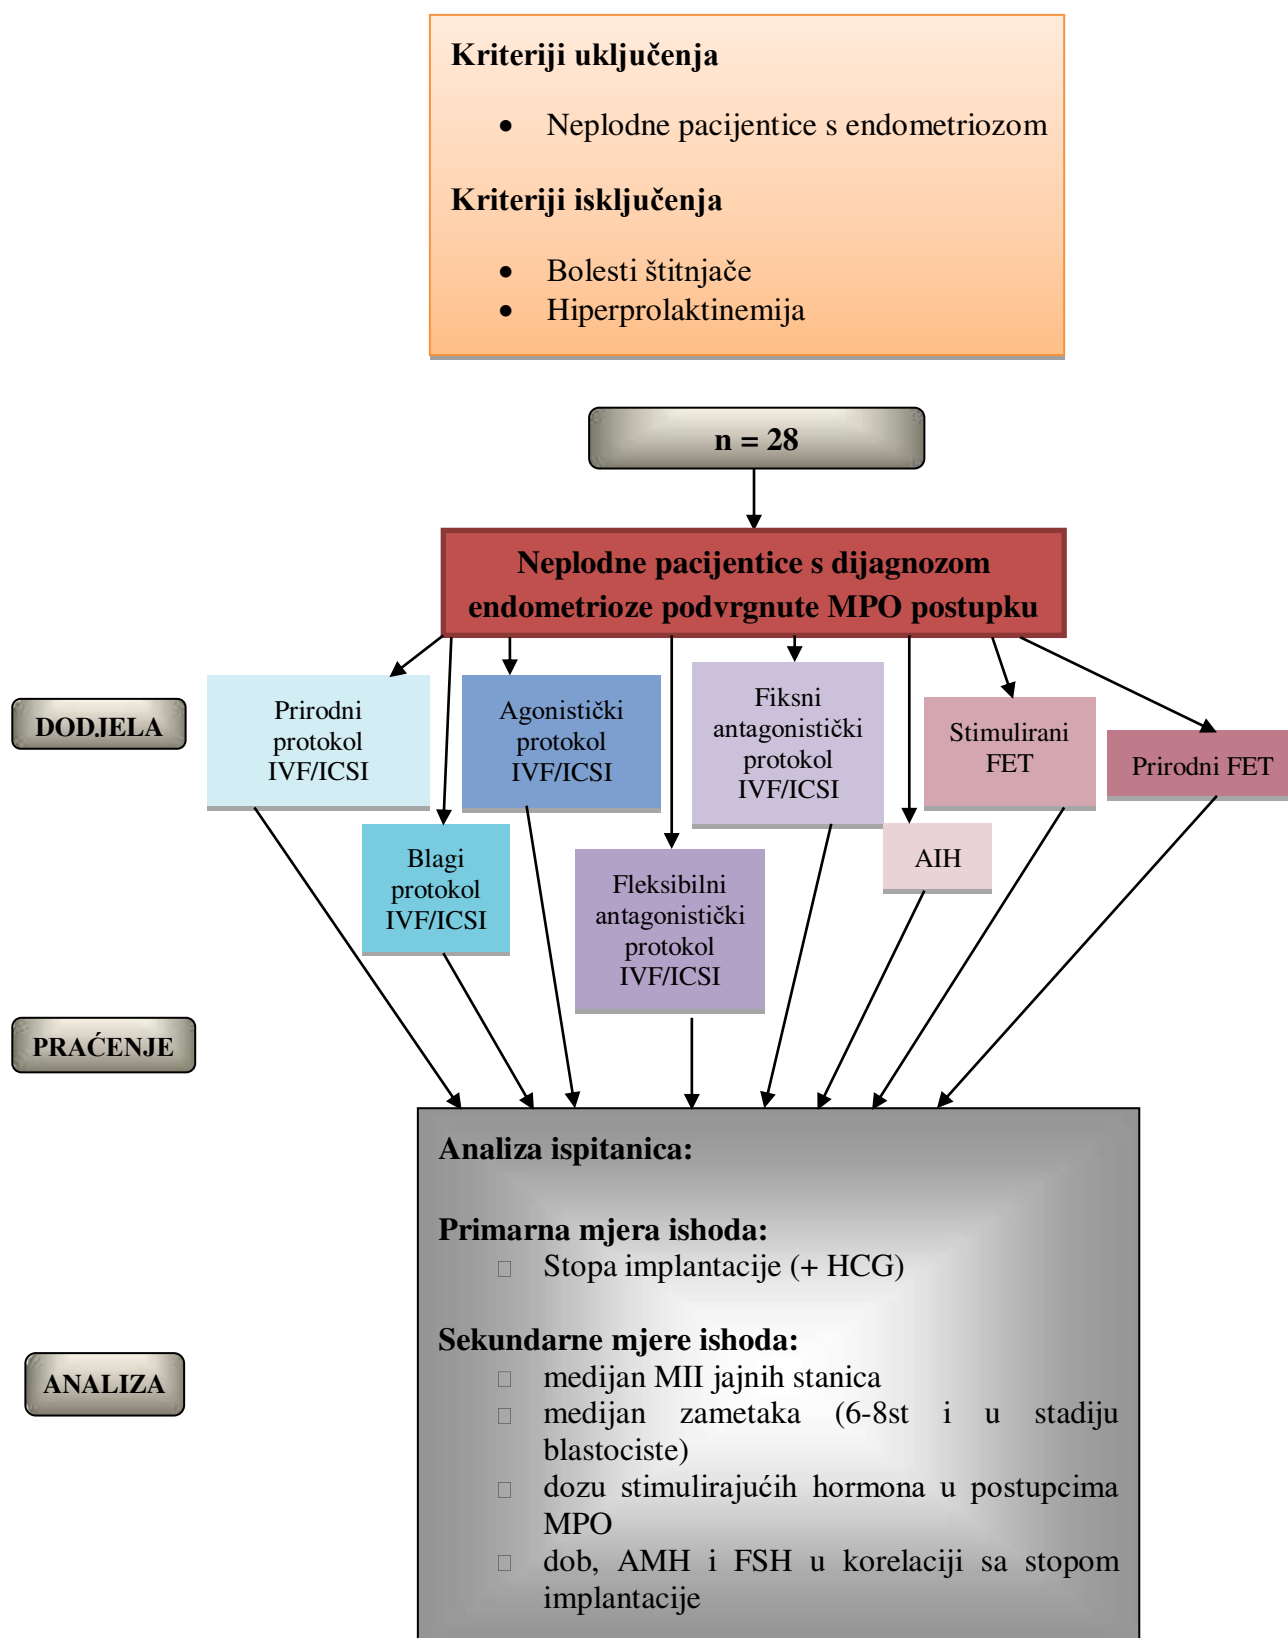 Kriteriji uključenja
• Neplodne pacijentice s endometriozom
Kriteriji isključenja
• Bolesti štitnjače
• Hiperprolaktinemija
n = 28
Neplodne pacijentice s dijagnozom
endometrioze podvrgnute MPO postupku
DODJELA
Prirodni
protokol
IVF/ICSI
Agonistički
protokol
IVF/ICSI
Fiksni
antagonistički
protokol
IVF/ICSI
Stimulirani
FET
Prirodni FET
Blagi
protokol
IVF/ICSI
Fleksibilni
antagonistički
protokol
IVF/ICSI
AIH
PRAĆENJE
Analiza ispitanica:
Primarna mjera ishoda:
Stopa implantacije (+ HCG)
Sekundarne mjere ishoda:
medijan MII jajnih stanica
medijan zametaka (6-8st i u stadiju
blastociste)
dozu stimulirajućih hormona u postupcima
MPO
dob, AMH i FSH u korelaciji sa stopom
implantacije
ANALIZA